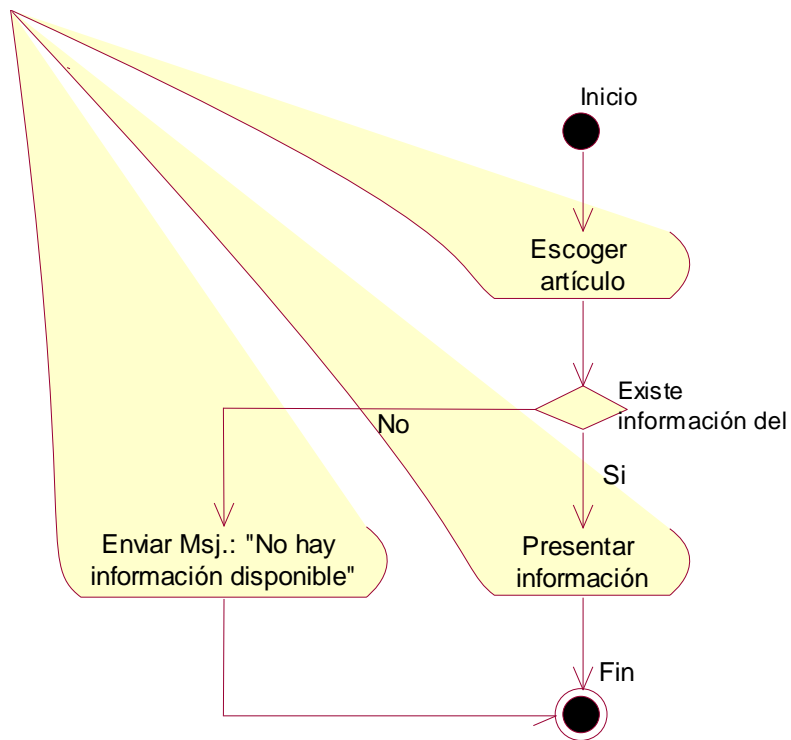 Inicio
Escoger
artículo
Existe
información del
No
Si
Enviar Msj.: "No hay
información disponible"
Presentar
información
Fin